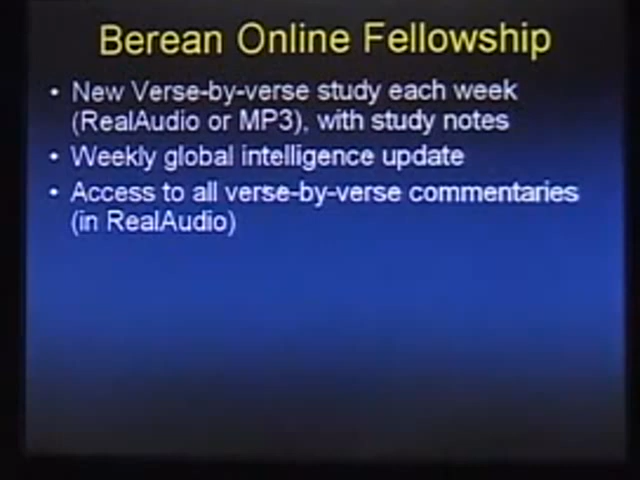 Berean Online Fellowship
• New Verse-by-verse study each week
(RealAudio or MP3), with study notes
• Weekly global intelligence update
• Access to all verse-by-verse commentaries
(in RealAudio)